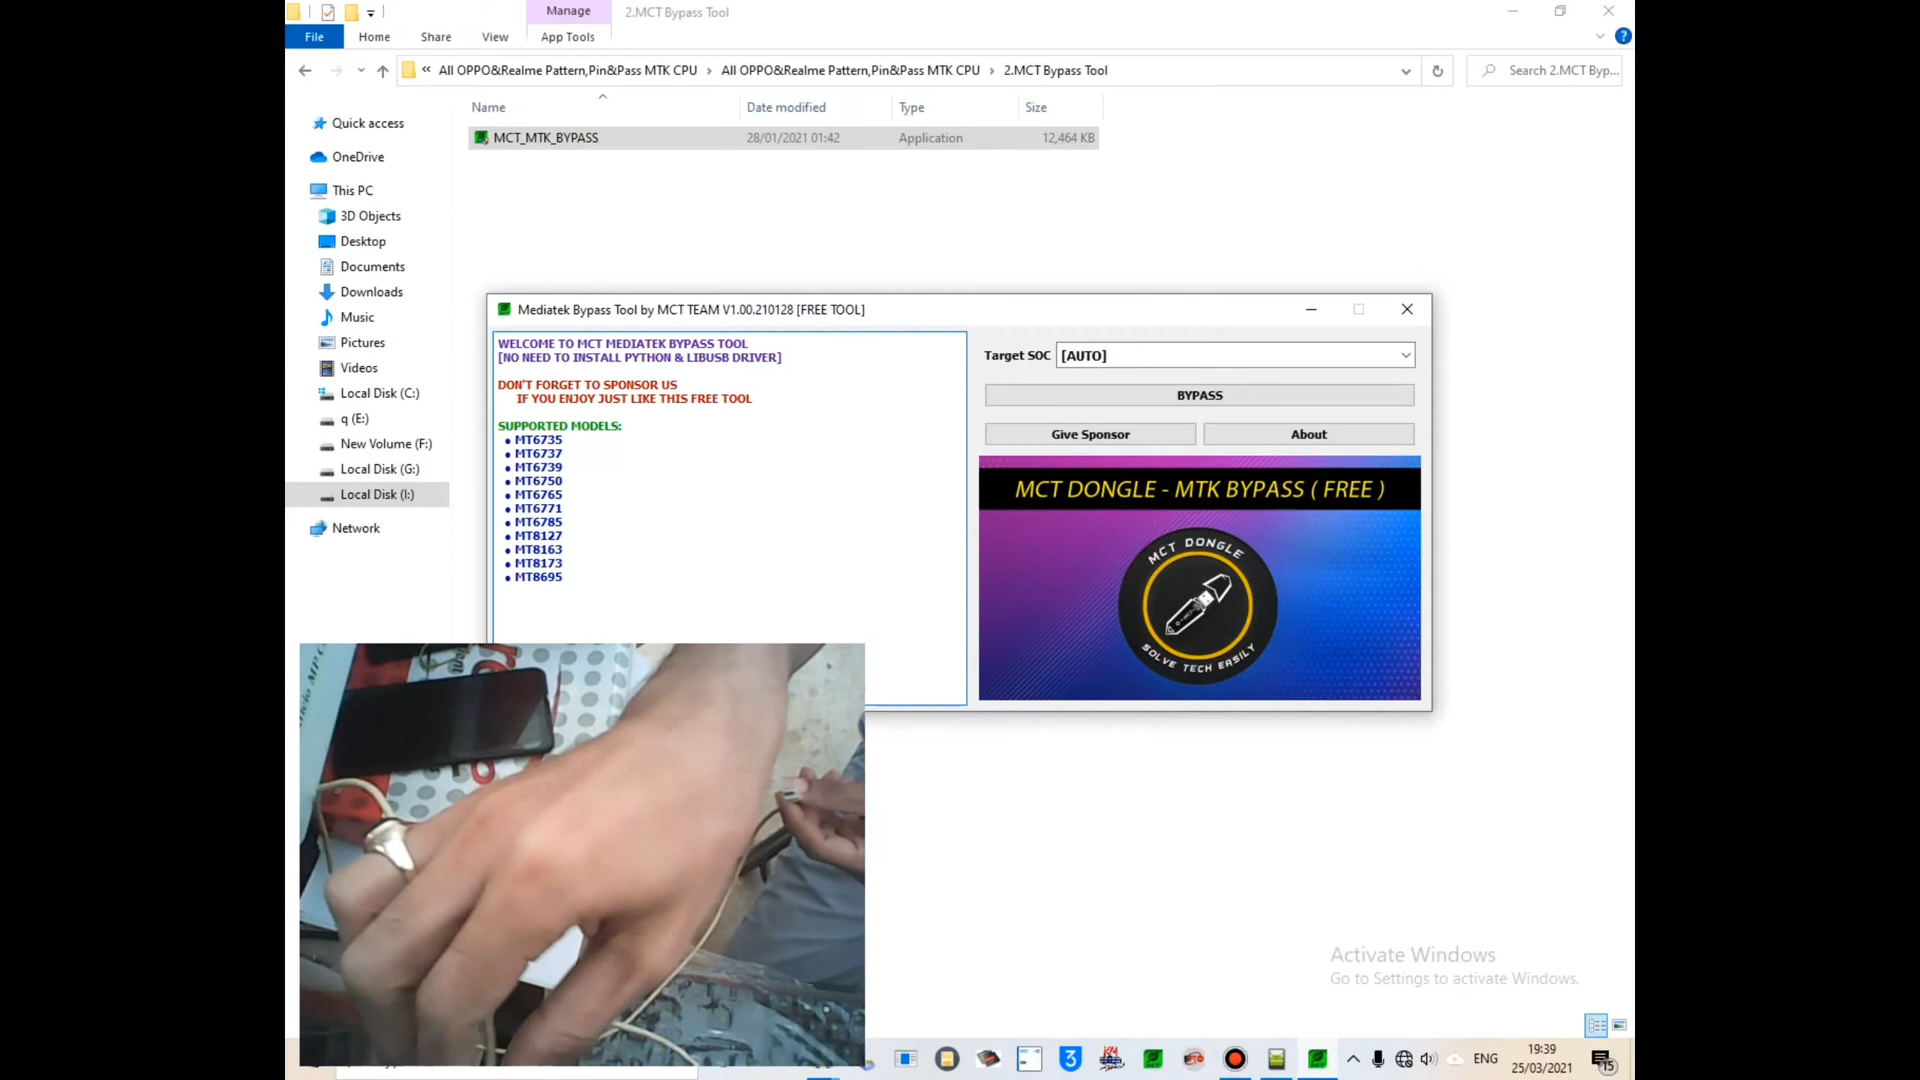 Manage
2.MCT Bypass Tool
File
Home
Share
View
App Tools
« All OPPO&Realme Pattern,Pin&Pass MTK CPU › All OPPO&Realme Pattern,Pin&Pass MTK CPU › 2.MCT Bypass Tool
Search 2.MCT Byp...
Name
Date modified
Type
Size
MCT_MTK_BYPASS
28/01/2021 01:42
Application
12,464 KB
Quick access
OneDrive
This PC
3D Objects
Desktop
Documents
Downloads
Music
Pictures
Videos
Local Disk (C:)
q (E:)
New Volume (F:)
Local Disk (G:)
Local Disk (I:)
Network
Mediatek Bypass Tool by MCT TEAM V1.00.210128 [FREE TOOL]
WELCOME TO MCT MEDIATEK BYPASS TOOL
[NO NEED TO INSTALL PYTHON & LIBUSB DRIVER]
DON'T FORGET TO SPONSOR US
IF YOU ENJOY JUST LIKE THIS FREE TOOL
SUPPORTED MODELS:
• MT6735
• MT6737
• MT6739
• MT6750
• MT6765
• MT6771
• MT6785
• MT8127
• MT8163
• MT8173
• MT8695
Target SOC
[AUTO]
BYPASS
Give Sponsor
About
MCT DONGLE - MTK BYPASS ( FREE )
MCT DONGLE
SOLVE TECH EASILY
Activate Windows
Go to Settings to activate Windows.
ENG
19:39
25/03/2021
15